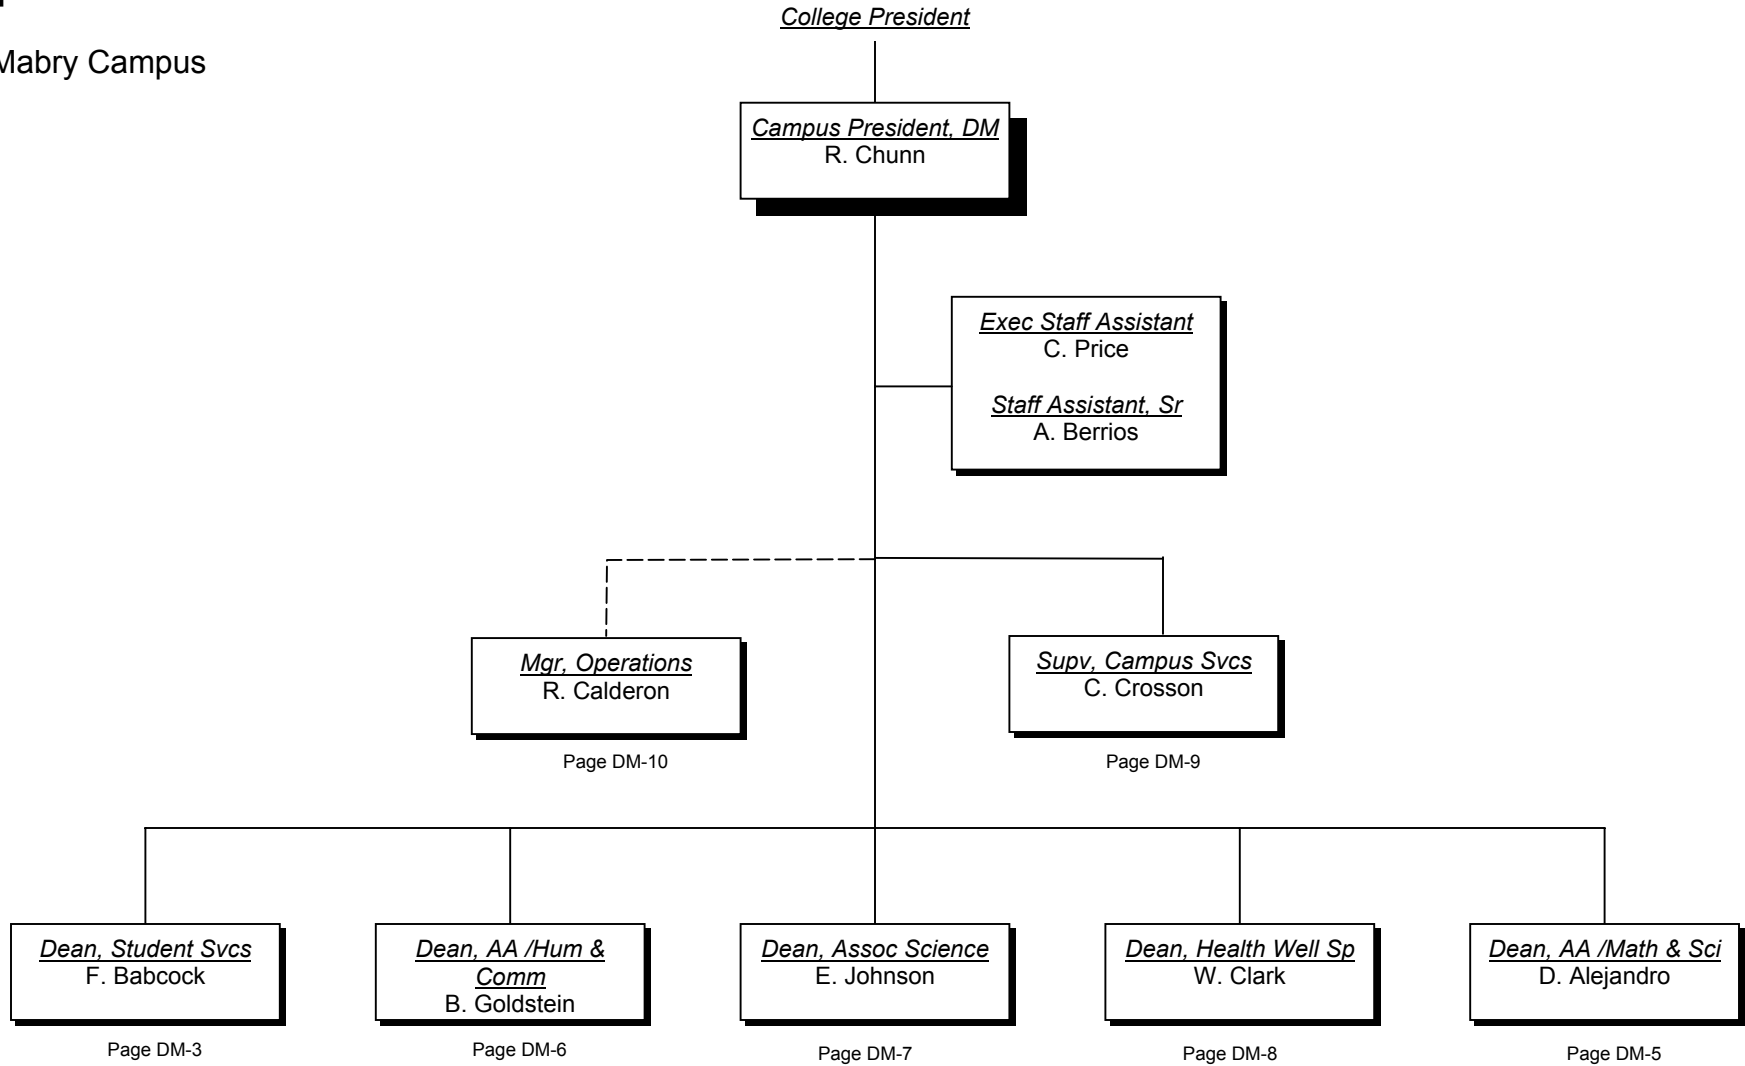 College President
Mabry Campus
Campus President, DM
R. Chunn
Exec Staff Assistant
C. Price
Staff Assistant, Sr
A. Berrios
Mgr, Operations
R. Calderon
Page DM-10
Supv, Campus Svcs
C. Crosson
Page DM-9
Dean, Student Svcs
F. Babcock
Page DM-3
Dean, AA /Hum &
Comm
B. Goldstein
Page DM-6
Dean, Assoc Science
E. Johnson
Page DM-7
Dean, Health Well Sp
W. Clark
Page DM-8
Dean, AA /Math & Sci
D. Alejandro
Page DM-5